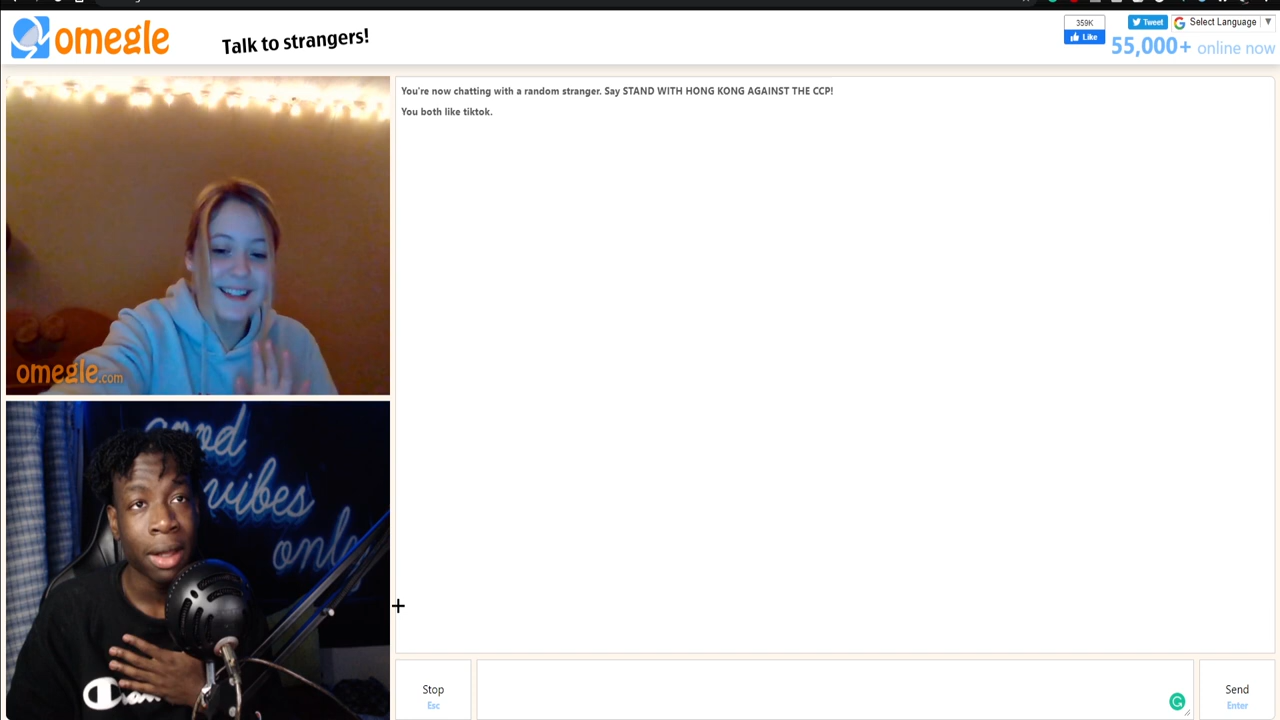 omegle
Talk to strangers!
359K
Like
Tweet
Select Language
55,000+ online now
You're now chatting with a random stranger. Say STAND WITH HONG KONG AGAINST THE CCP!
You both like tiktok.
omegle.com
good
vibes
only
Stop
Esc
Send
Enter